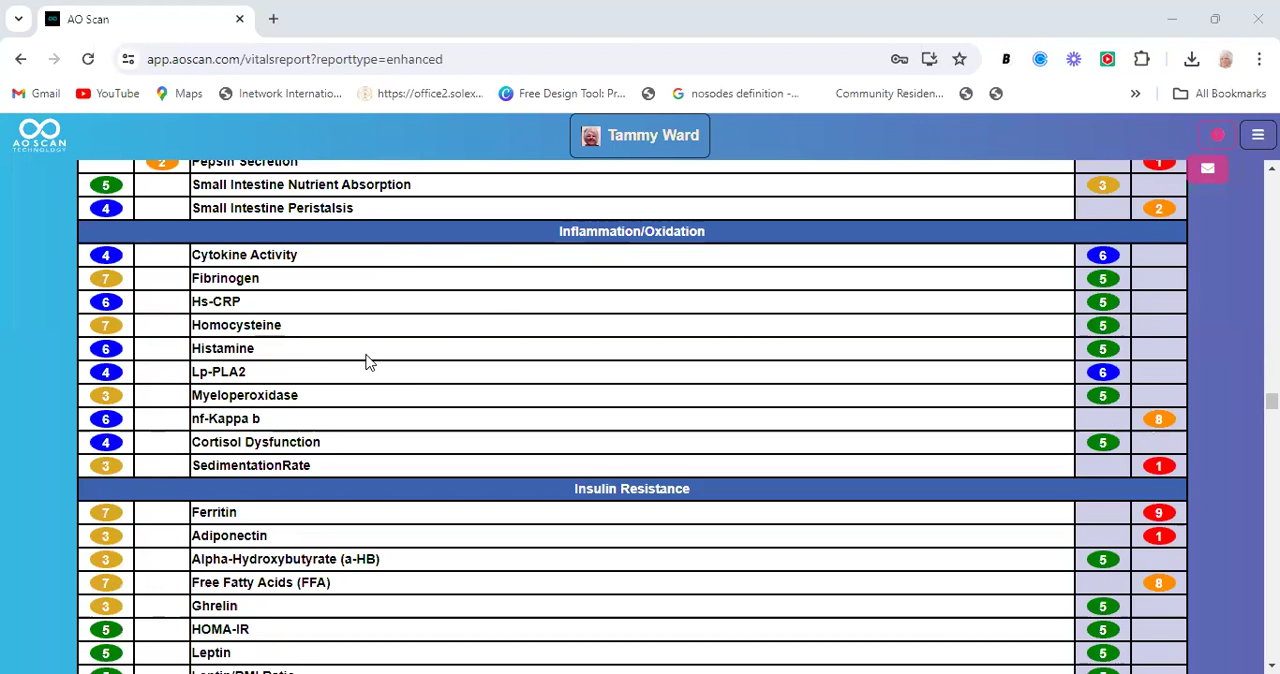 AO Scan
app.aoscan.com/vitalsreport?reporttype=enhanced
B
Gmail YouTube Maps Inetwork Internatio... https://office2.solex... Free Design Tool: Pr... nosodes definition -... Community Residen... » All Bookmarks
AO SCAN
TECHNOLOGY
Tammy Ward
2 Pepsin Secretion 1
5 Small Intestine Nutrient Absorption 3
4 Small Intestine Peristalsis 2
Inflammation/Oxidation
4 Cytokine Activity 6
7 Fibrinogen 5
6 Hs-CRP 5
7 Homocysteine 5
6 Histamine 5
4 Lp-PLA2 6
3 Myeloperoxidase 5
6 nf-Kappa b 8
4 Cortisol Dysfunction 5
3 SedimentationRate 1
Insulin Resistance
7 Ferritin 9
3 Adiponectin 1
3 Alpha-Hydroxybutyrate (a-HB) 5
7 Free Fatty Acids (FFA) 8
3 Ghrelin 5
5 HOMA-IR 5
5 Leptin 5
Leptin/BMI Ratio